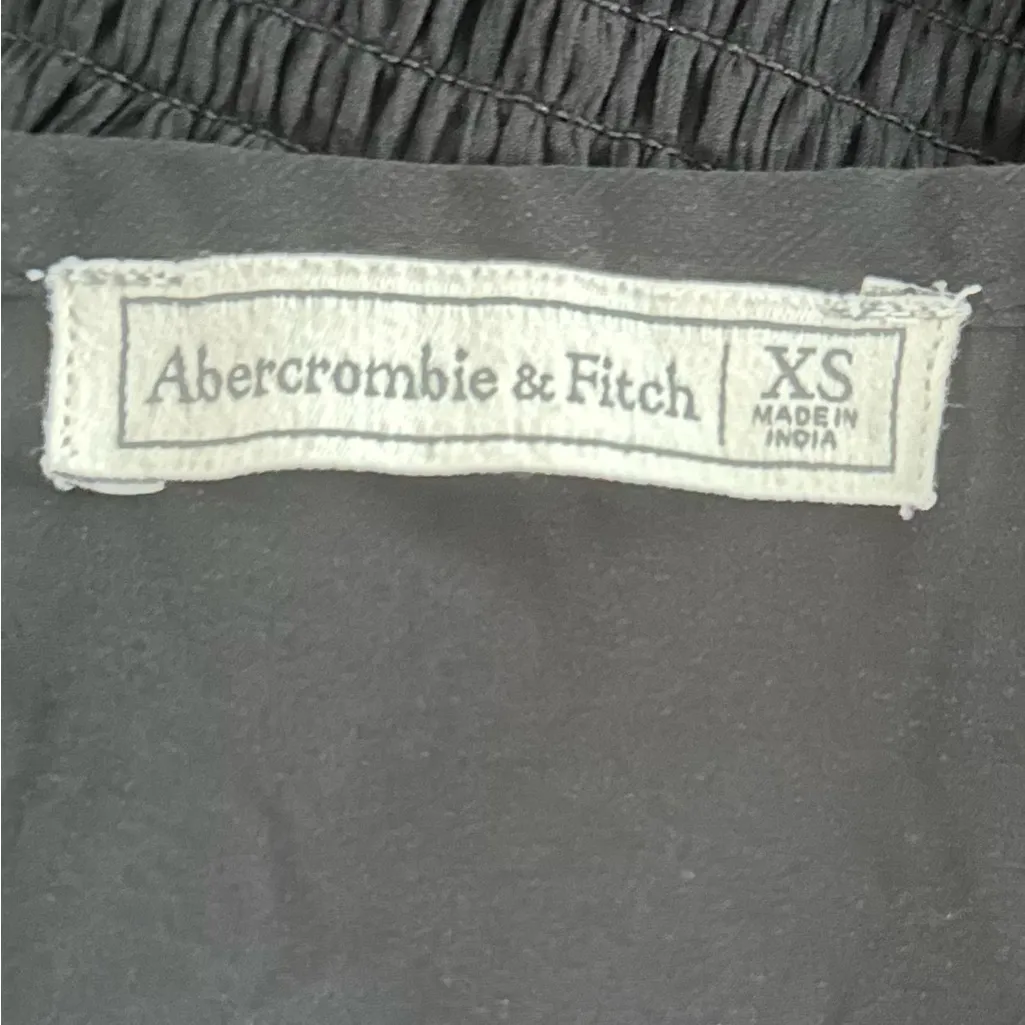 Abercrombie & Fitch
XS
MADE IN
INDIA